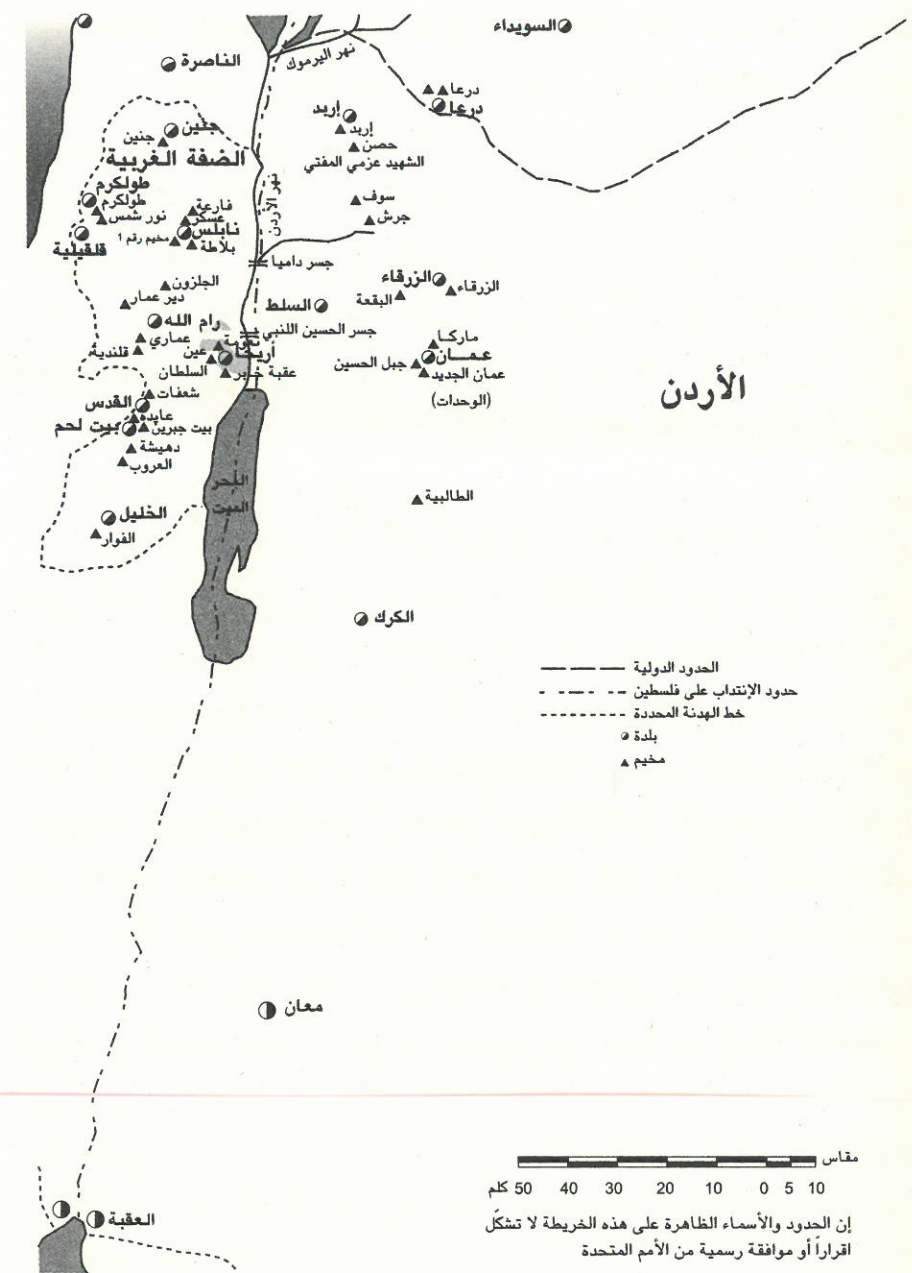 السويداء
الناصرة
نهر اليرموك
درعا
درعا
إربد
إربد
حصن
الشهيد عزمي المفتي
جنين
جنين
الضفة الغربية
نهر الأردن
طولكرم
طولكرم
نور شمس
فارعة
عسكر
نابلس
مخيم رقم 1
بلاطة
قلقيلية
سوف
جرش
جسر داميا
الجلزون
دير عمار
الزرقاء
الزرقاء
البقعة
السلط
رام الله
جسر الحسين اللنبي
عماري
قلندية
عين
السلطان
أريحا
عقبة جابر
ماركا
عمان
جبل الحسين
عمان الجديد
(الوحدات)
الأردن
شعفات
القدس
عايدة
بيت جبرين
بيت لحم
دهيشة
العروب
البحر
الميت
الطالبية
الخليل
الفوار
الكرك
الحدود الدولية
حدود الإنتداب على فلسطين
خط الهدنة المحددة
بلدة
مخيم
معان
العقبة
مقاس
50 40 30 20 10 0 5 10 كلم
إن الحدود والأسماء الظاهرة على هذه الخريطة لا تشكّل
اقراراً أو موافقة رسمية من الأمم المتحدة